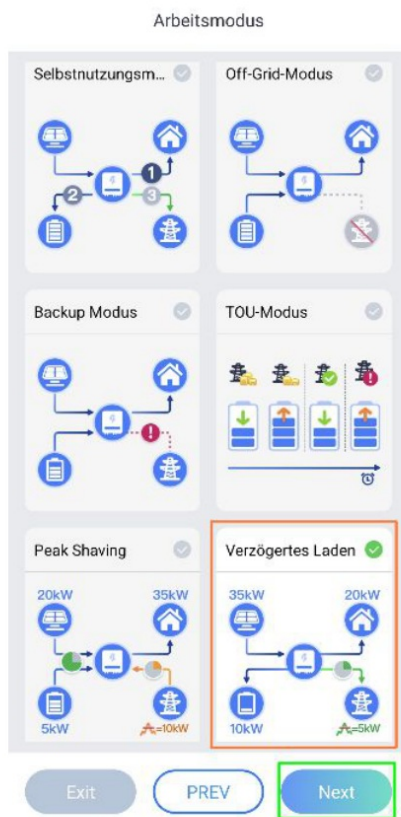 Arbeitsmodus
Selbstnutzungsm...
Off-Grid-Modus
1
2
3
Backup Modus
TOU-Modus
!
!
Peak Shaving
Verzögertes Laden
20kW
35kW
5kW
=10kW
35kW
20kW
10kW
=5kW
Exit
PREV
Next